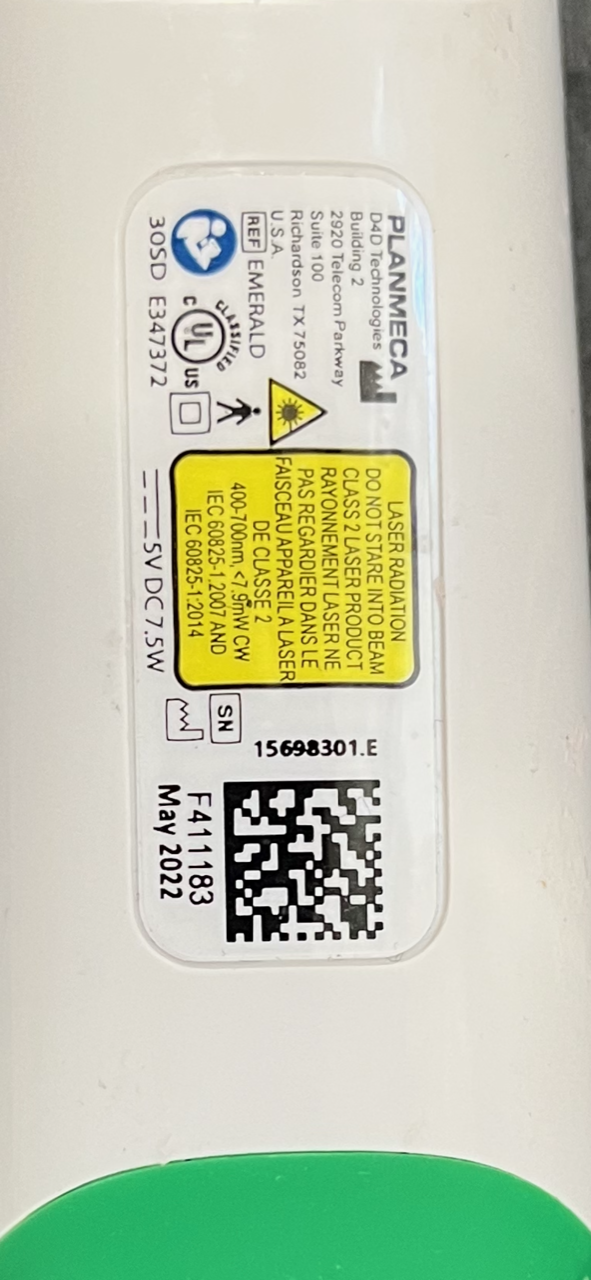 PLANMECA
D4D Technologies
Building 2
2920 Telecom Parkway
Suite 100
Richardson TX 75082
U.S.A.
REF EMERALD
CLASSIFIED
C UL US
30SD E347372
LASER RADIATION
DO NOT STARE INTO BEAM
CLASS 2 LASER PRODUCT
RAYONNEMENT LASER NE
PAS REGARDIER DANS LE
FAISCEAU APPAREIL A LASER
DE CLASSE 2
400-700nm, <7.9mW CW
IEC 60825-1:2007 AND
IEC 60825-1:2014
5V DC 7.5W
15698301.E
SN F411183
May 2022